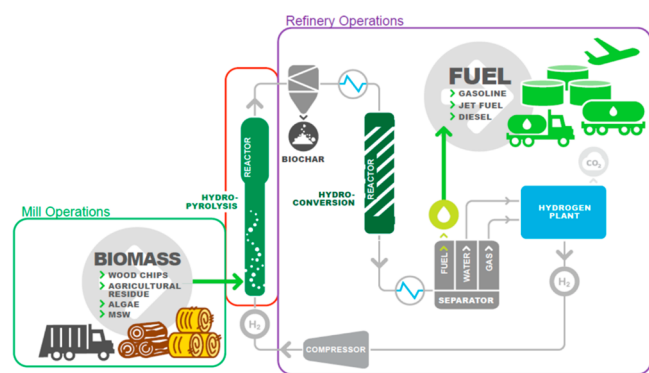 Refinery Operations
FUEL
GASOLINE
JET FUEL
DIESEL
REACTOR
BIOCHAR
REACTOR
CO₂
HYDRO-
PYROLYSIS
HYDRO-
CONVERSION
Mill Operations
HYDROGEN
PLANT
BIOMASS
WOOD CHIPS
AGRICULTURAL
RESIDUE
ALGAE
MSW
FUEL
WATER
GAS
SEPARATOR
H₂
H₂
COMPRESSOR